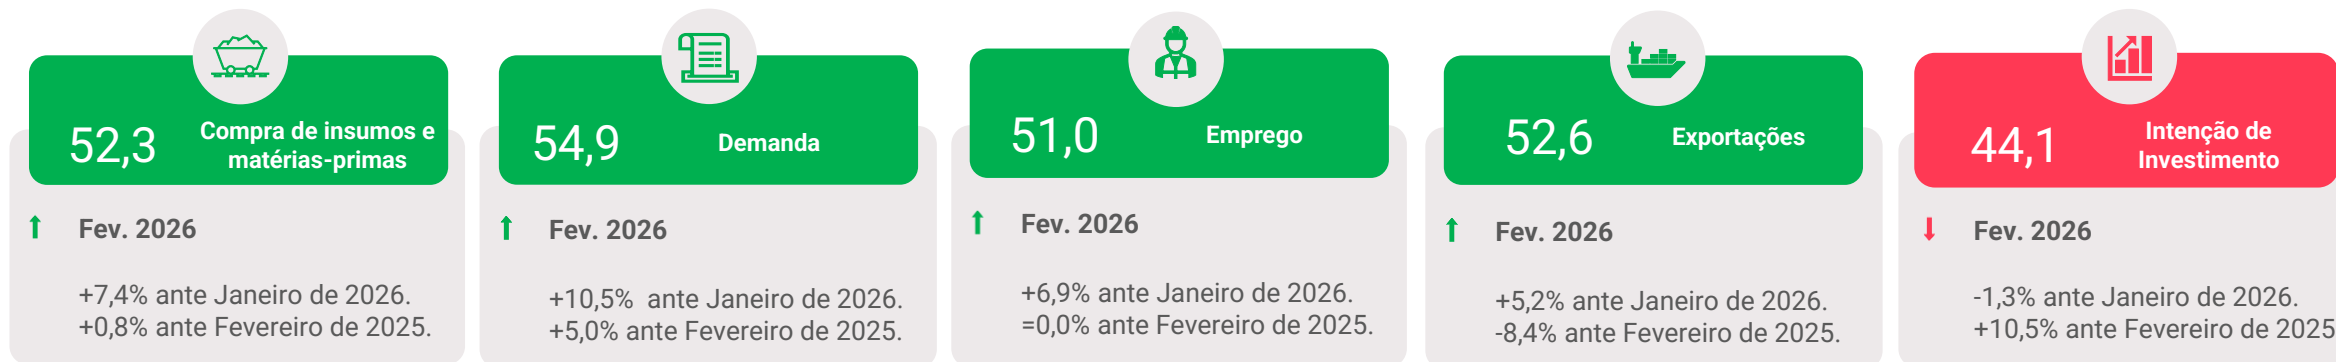 52,3
Compra de insumos e
matérias-primas
Fev. 2026
+7,4% ante Janeiro de 2026.
+0,8% ante Fevereiro de 2025.
54,9
Demanda
Fev. 2026
+10,5% ante Janeiro de 2026.
+5,0% ante Fevereiro de 2025.
51,0
Emprego
Fev. 2026
+6,9% ante Janeiro de 2026.
=0,0% ante Fevereiro de 2025.
52,6
Exportações
Fev. 2026
+5,2% ante Janeiro de 2026.
-8,4% ante Fevereiro de 2025.
44,1
Intenção de
Investimento
Fev. 2026
-1,3% ante Janeiro de 2026.
+10,5% ante Fevereiro de 2025